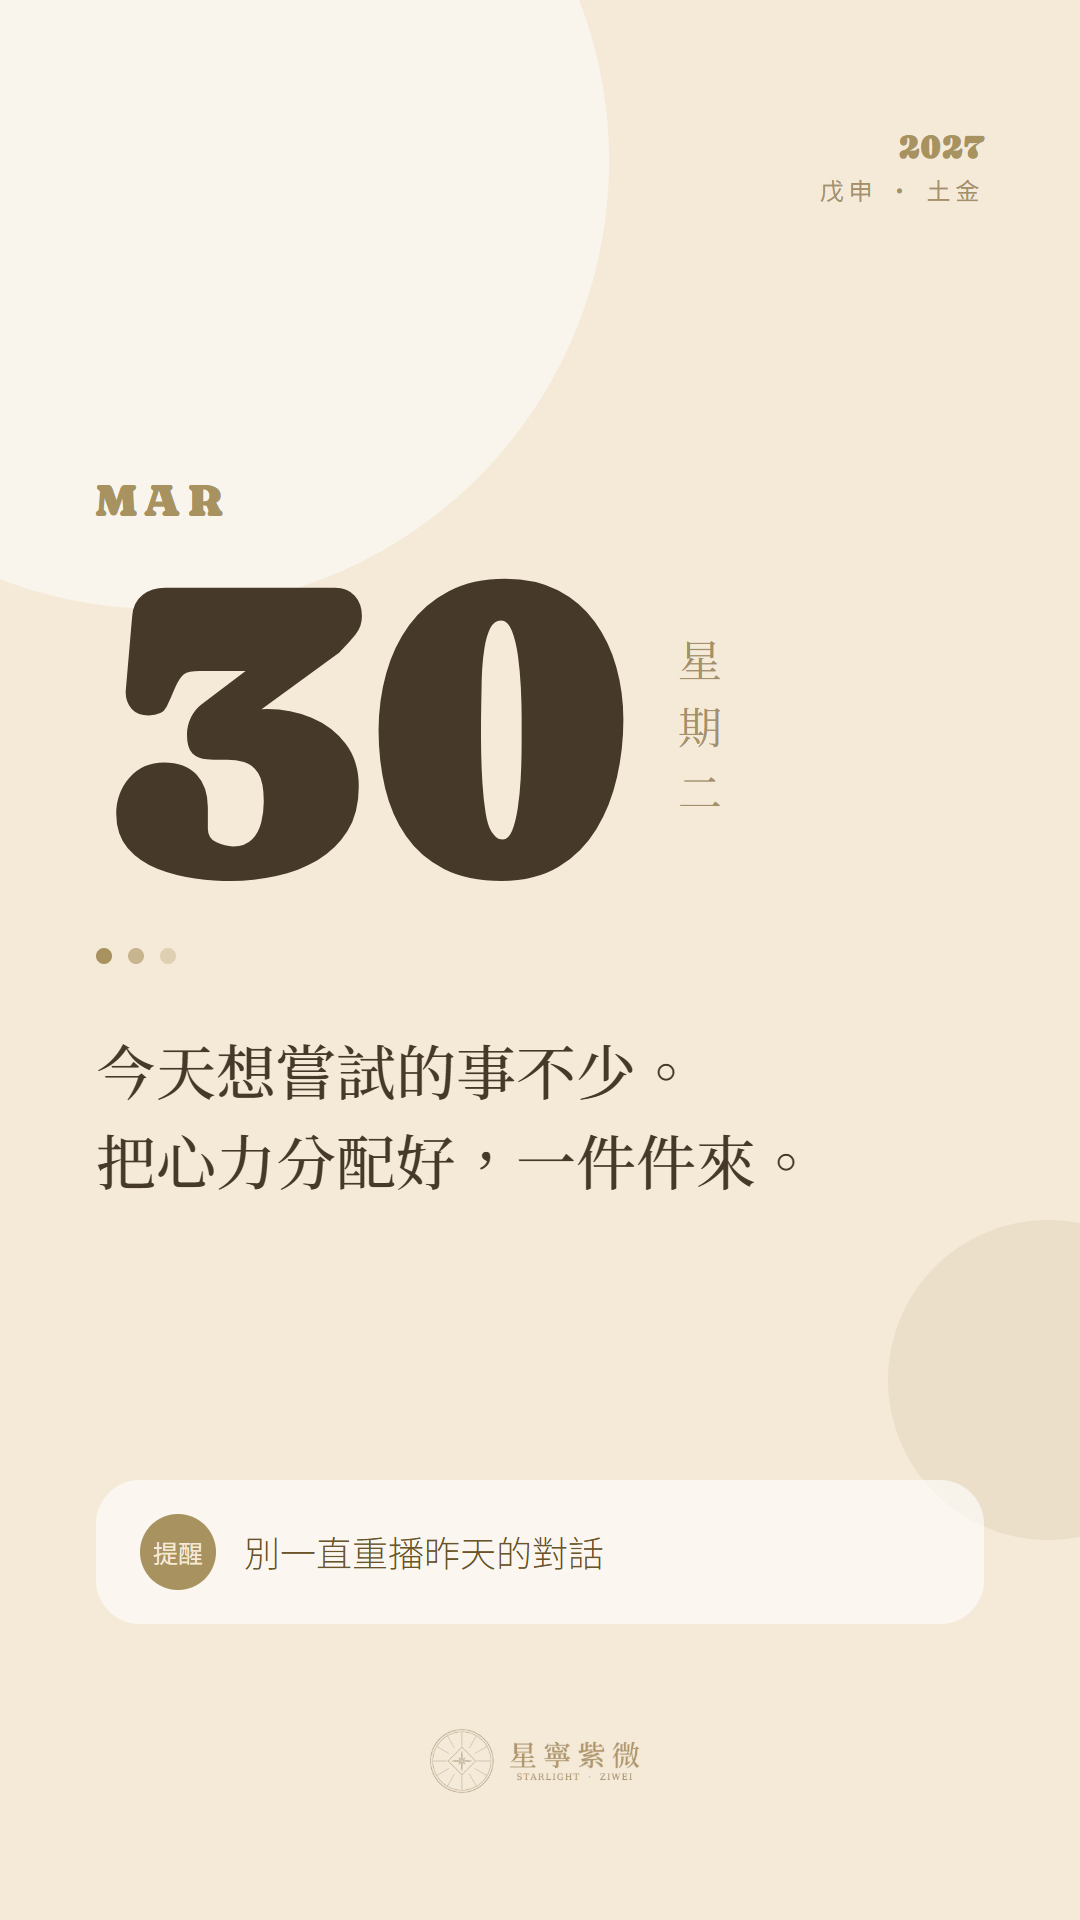 2027
戊申 · 土金
MAR
30
星期二
今天想嘗試的事不少。
把心力分配好，一件件來。
提醒
別一直重播昨天的對話
星寧紫微
STARLIGHT · ZIWEI